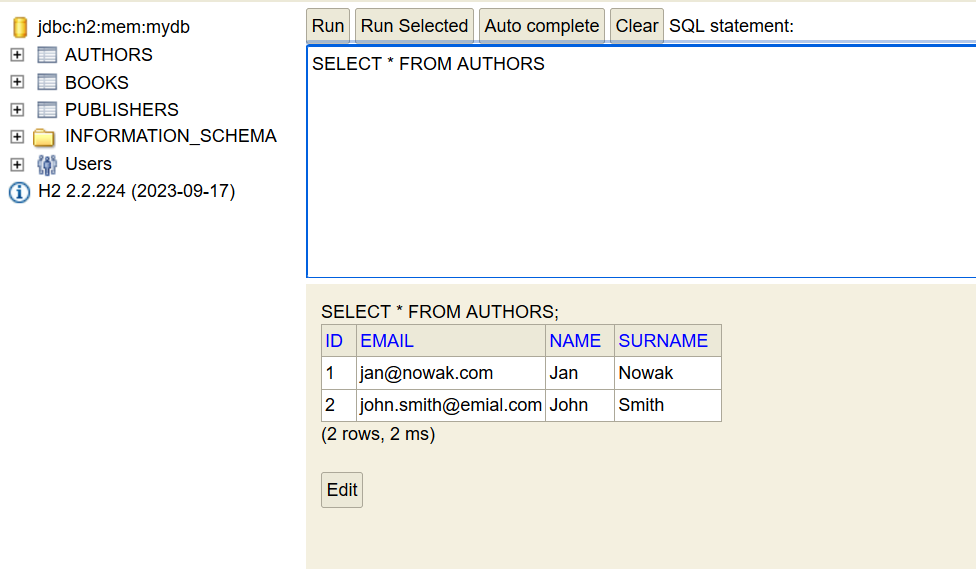 jdbc:h2:mem:mydb
AUTHORS
BOOKS
PUBLISHERS
INFORMATION_SCHEMA
Users
H2 2.2.224 (2023-09-17)
Run Run Selected Auto complete Clear SQL statement:
SELECT * FROM AUTHORS
SELECT * FROM AUTHORS;
ID EMAIL NAME SURNAME
1 jan@nowak.com Jan Nowak
2 john.smith@emial.com John Smith
(2 rows, 2 ms)
Edit